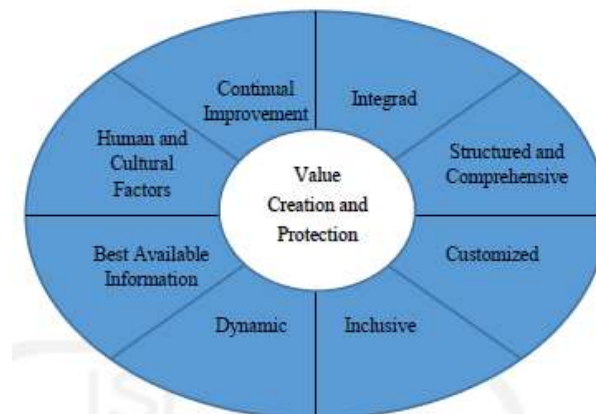 Continual
Improvement
Integrad
Structured and
Comprehensive
Customized
Inclusive
Dynamic
Best Available
Information
Human and
Cultural
Factors
Value
Creation and
Protection